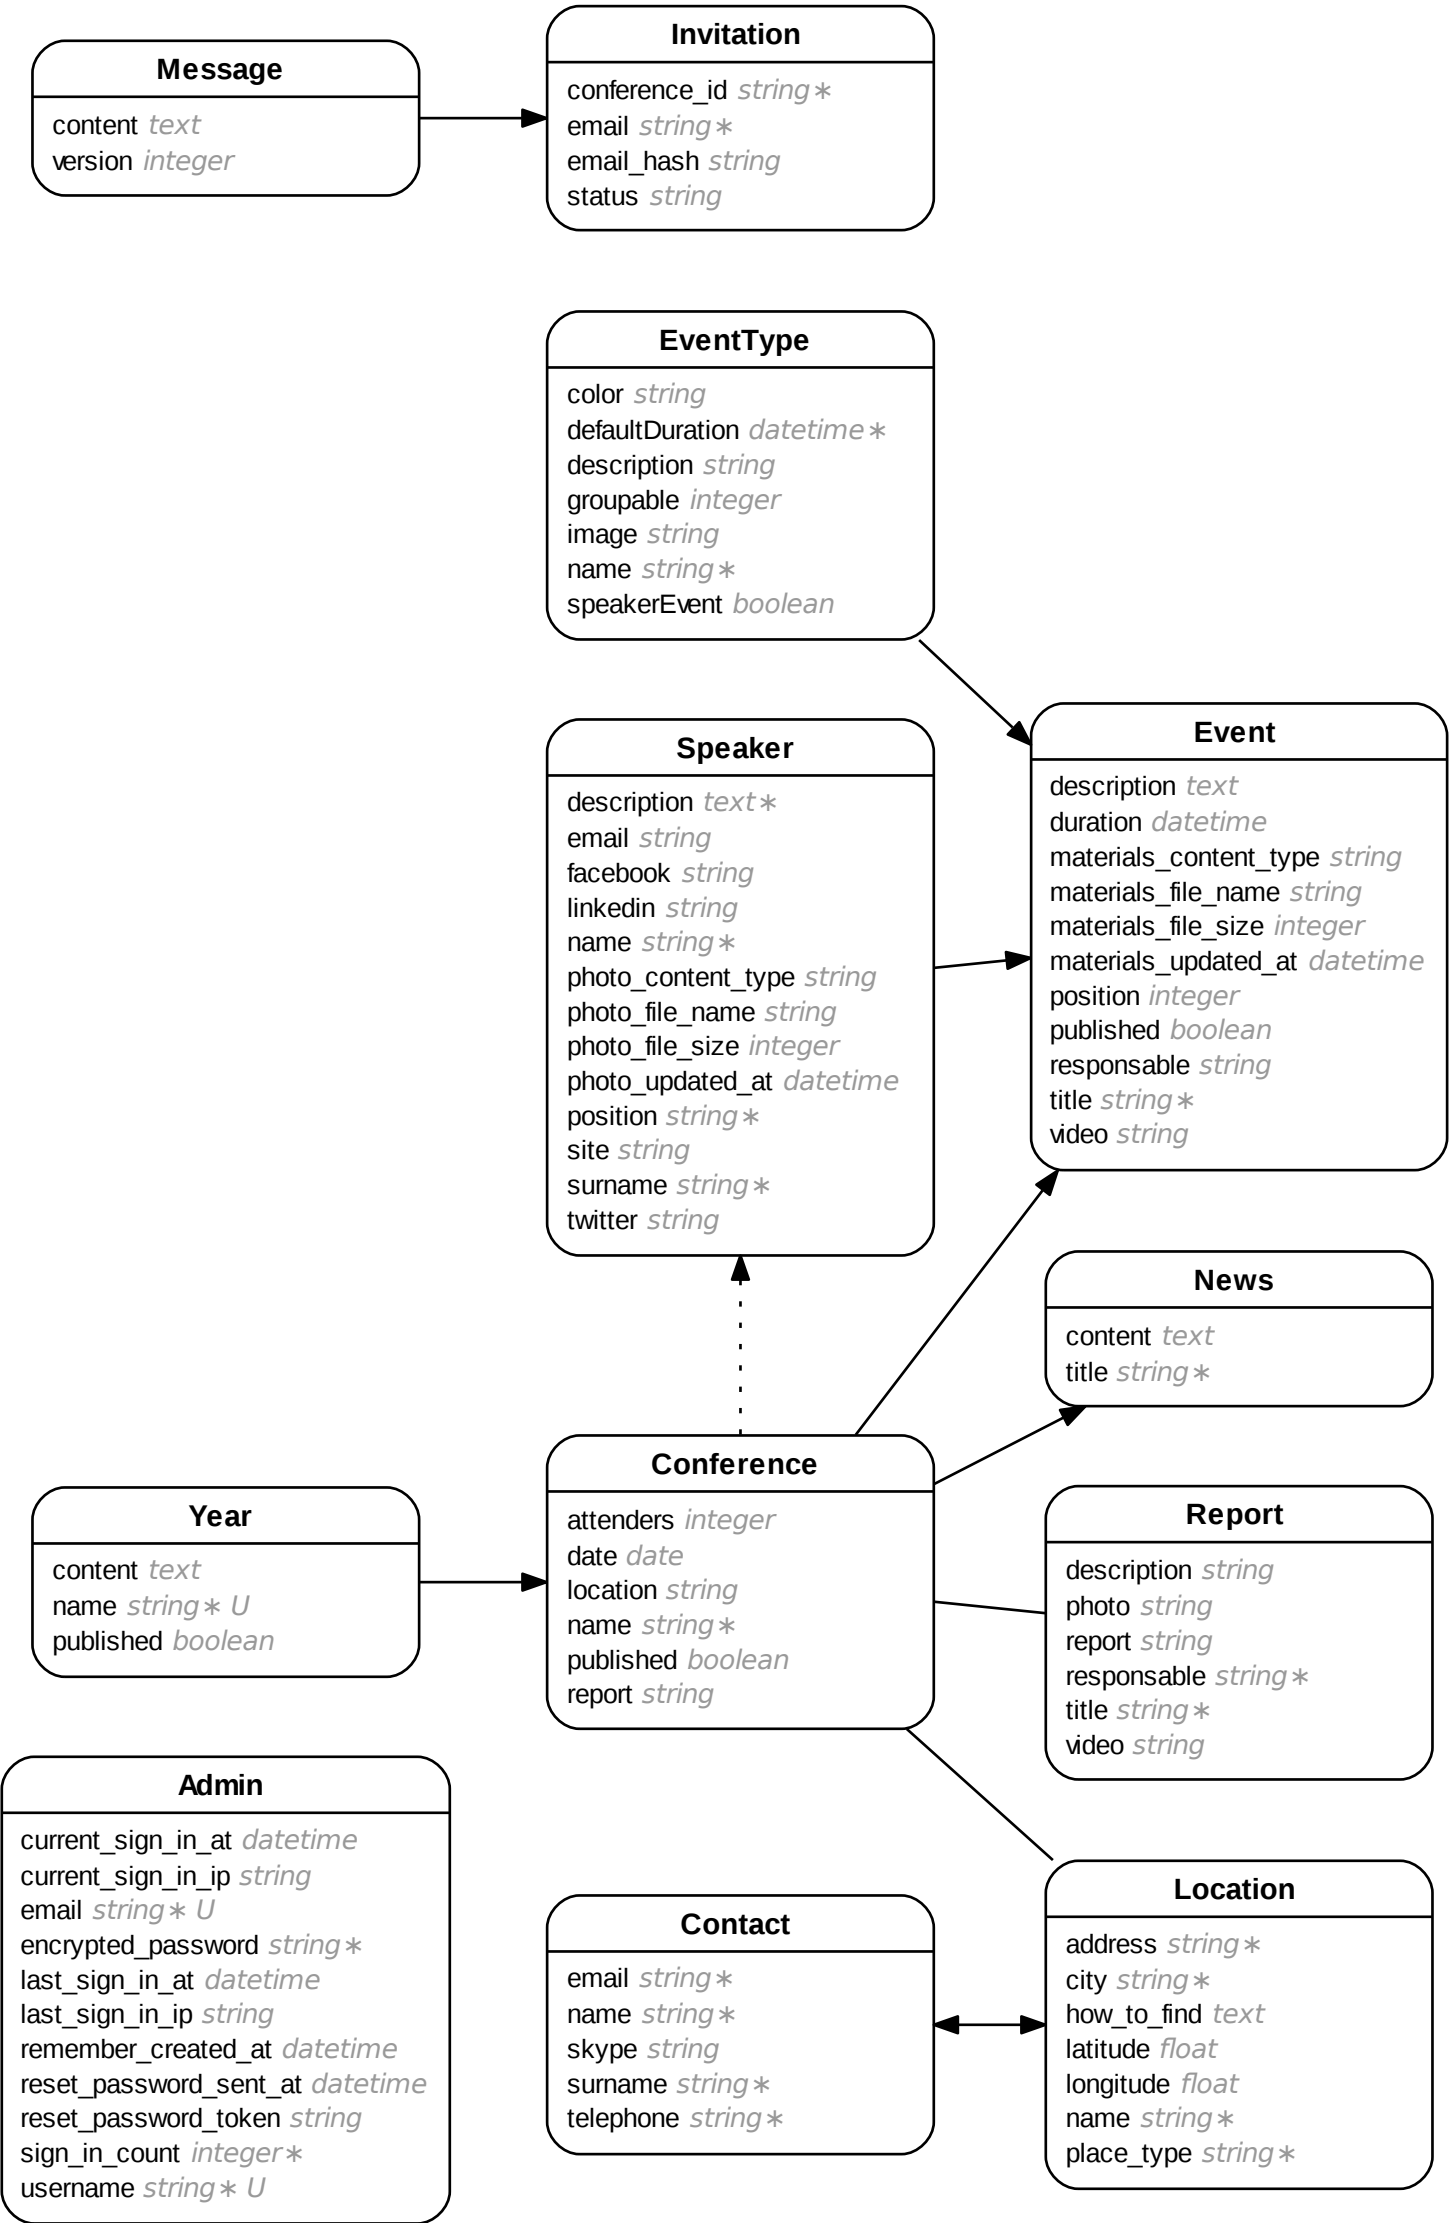 Message
content text
version integer
Invitation
conference_id string∗
email string∗
email_hash string
status string
EventType
color string
defaultDuration datetime∗
description string
groupable integer
image string
name string∗
speakerEvent boolean
Speaker
description text∗
email string
facebook string
linkedin string
name string∗
photo_content_type string
photo_file_name string
photo_file_size integer
photo_updated_at datetime
position string∗
site string
surname string∗
twitter string
Event
description text
duration datetime
materials_content_type string
materials_file_name string
materials_file_size integer
materials_updated_at datetime
position integer
published boolean
responsable string
title string∗
video string
News
content text
title string∗
Year
content text
name string∗ U
published boolean
Conference
attenders integer
date date
location string
name string∗
published boolean
report string
Report
description string
photo string
report string
responsable string∗
title string∗
video string
Admin
current_sign_in_at datetime
current_sign_in_ip string
email string∗ U
encrypted_password string∗
last_sign_in_at datetime
last_sign_in_ip string
remember_created_at datetime
reset_password_sent_at datetime
reset_password_token string
sign_in_count integer∗
username string∗ U
Contact
email string∗
name string∗
skype string
surname string∗
telephone string∗
Location
address string∗
city string∗
how_to_find text
latitude float
longitude float
name string∗
place_type string∗